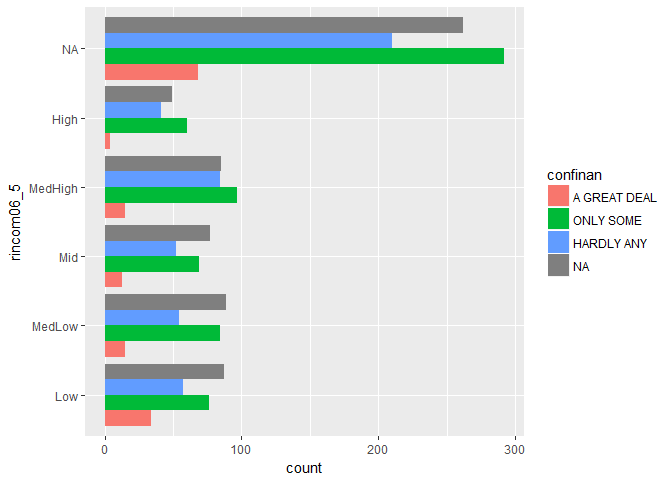 NA
High
MedHigh
Mid
MedLow
Low
rincom06_5
0 100 200 300
count
confinan
A GREAT DEAL
ONLY SOME
HARDLY ANY
NA